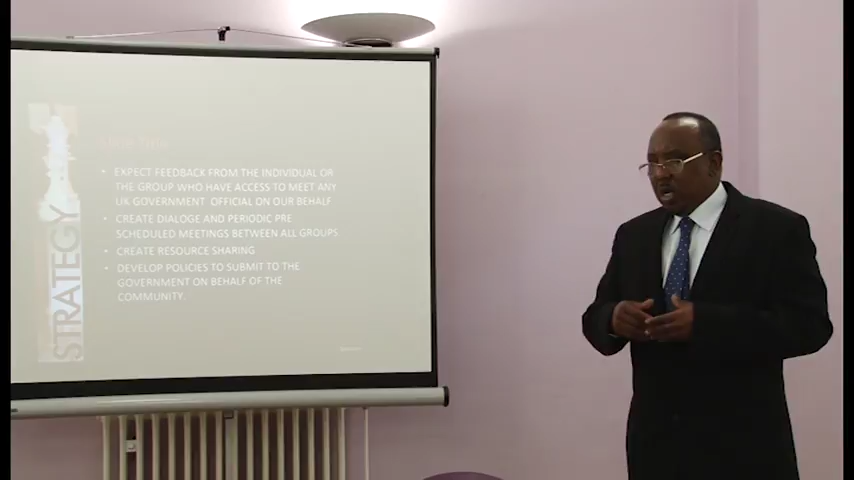 STRATEGY
• EXPECT FEEDBACK FROM THE INDIVIDUAL OR
THE GROUP WHO HAVE ACCESS TO MEET ANY
UK GOVERNMENT OFFICIAL ON OUR BEHALF
• CREATE DIALOGE AND PERIODIC PRE
SCHEDULED MEETINGS BETWEEN ALL GROUPS.
• CREATE RESOURCE SHARING
• DEVELOP POLICIES TO SUBMIT TO THE
GOVERNMENT ON BEHALF OF THE
COMMUNITY.